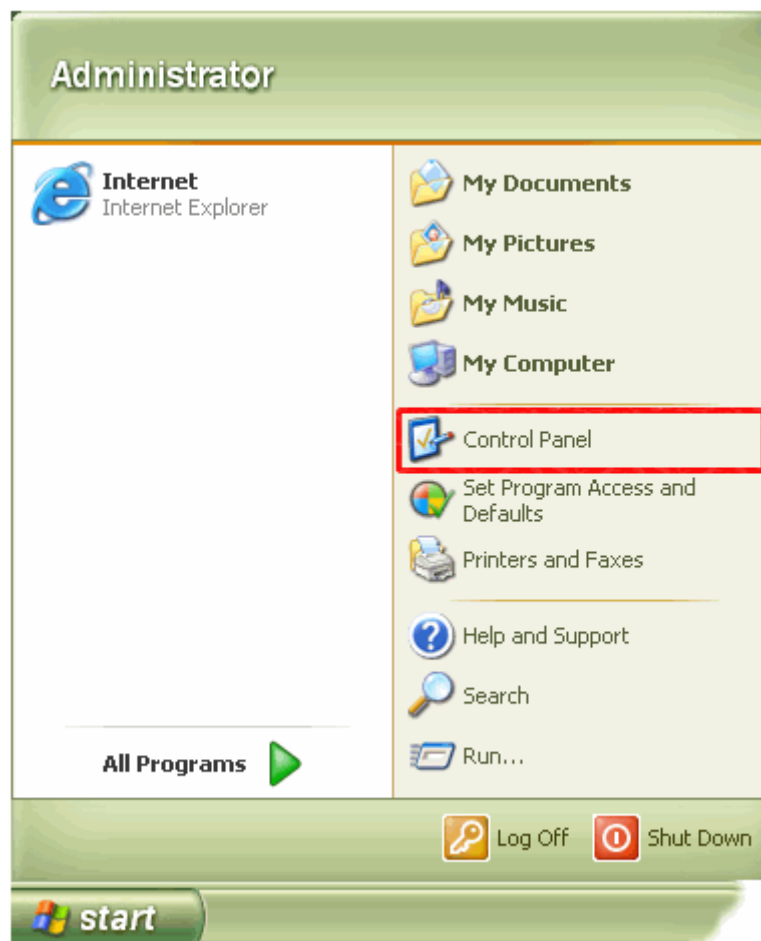 Administrator
Internet
Internet Explorer
All Programs
My Documents
My Pictures
My Music
My Computer
Control Panel
Set Program Access and
Defaults
Printers and Faxes
Help and Support
Search
Run...
Log Off
Shut Down
start